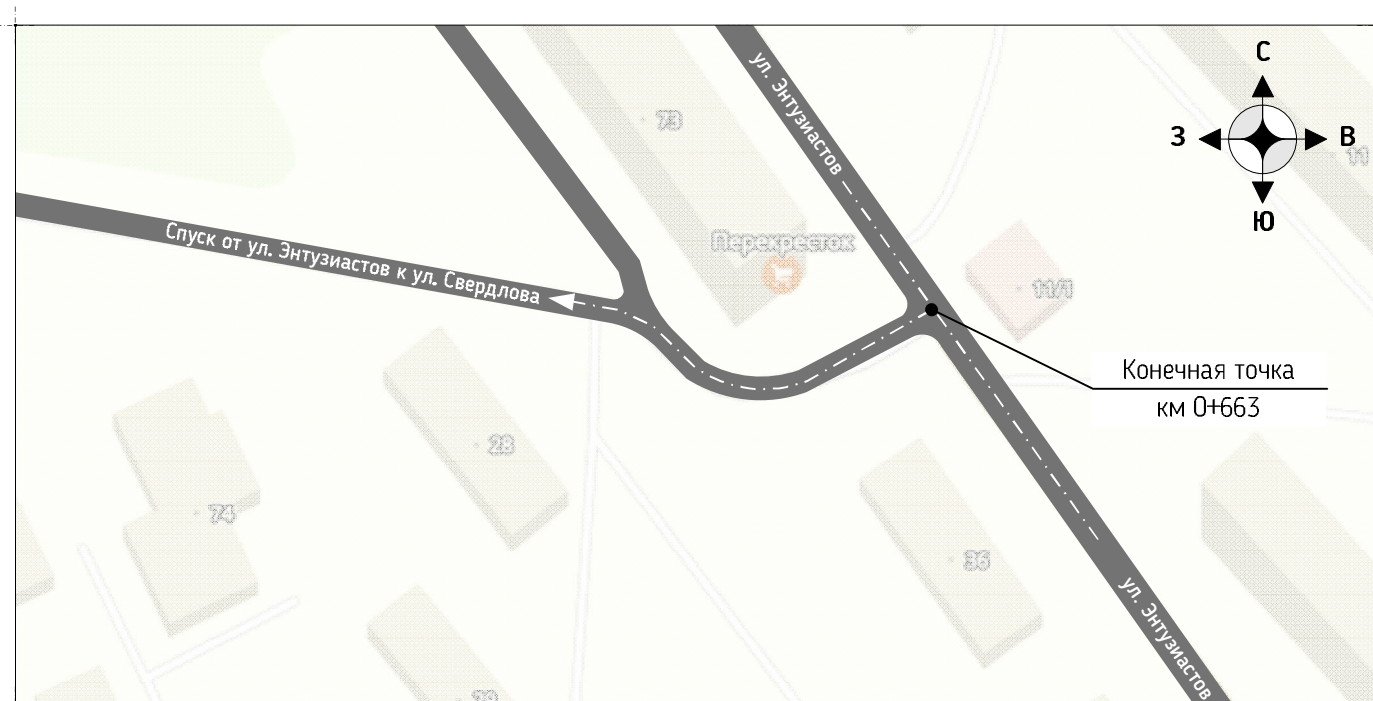 С
З
В
Ю
ул. Энтузиастов
73
11
Перекресток
11/1
Спуск от ул. Энтузиастов к ул. Свердлова
Конечная точка
км 0+663
28
74
36
ул. Энтузиастов